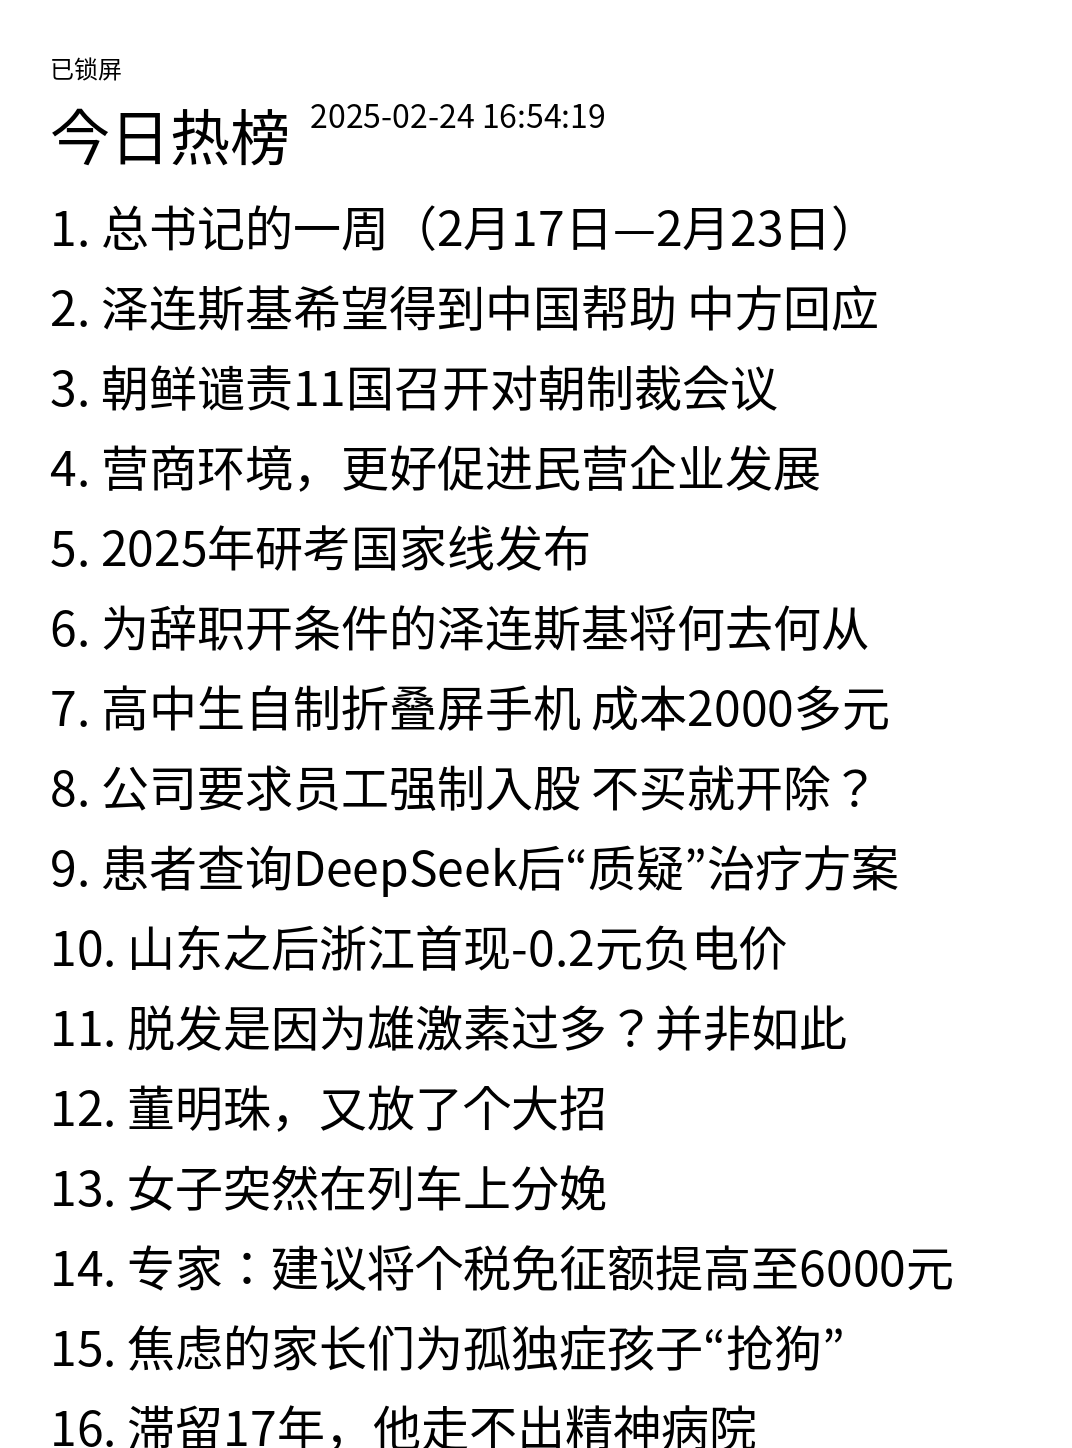 已锁屏
今日热榜 2025-02-24 16:54:19
1. 总书记的一周（2月17日—2月23日）
2. 泽连斯基希望得到中国帮助 中方回应
3. 朝鲜谴责11国召开对朝制裁会议
4. 营商环境，更好促进民营企业发展
5. 2025年研考国家线发布
6. 为辞职开条件的泽连斯基将何去何从
7. 高中生自制折叠屏手机 成本2000多元
8. 公司要求员工强制入股 不买就开除？
9. 患者查询DeepSeek后“质疑”治疗方案
10. 山东之后浙江首现-0.2元负电价
11. 脱发是因为雄激素过多？并非如此
12. 董明珠，又放了个大招
13. 女子突然在列车上分娩
14. 专家：建议将个税免征额提高至6000元
15. 焦虑的家长们为孤独症孩子“抢狗”
16. 滞留17年，他走不出精神病院